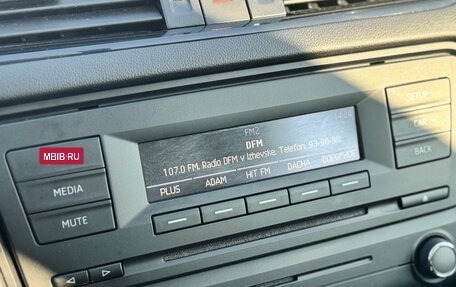 FM2
SETUP
DFM
MBIB·RU
107.0 FM. Radio DFM v Izhevske. Telefon: 93-90-90.
CAR
MEDIA
PLUS ADAM HIT FM DACHA DOBROEFM
BACK
MUTE